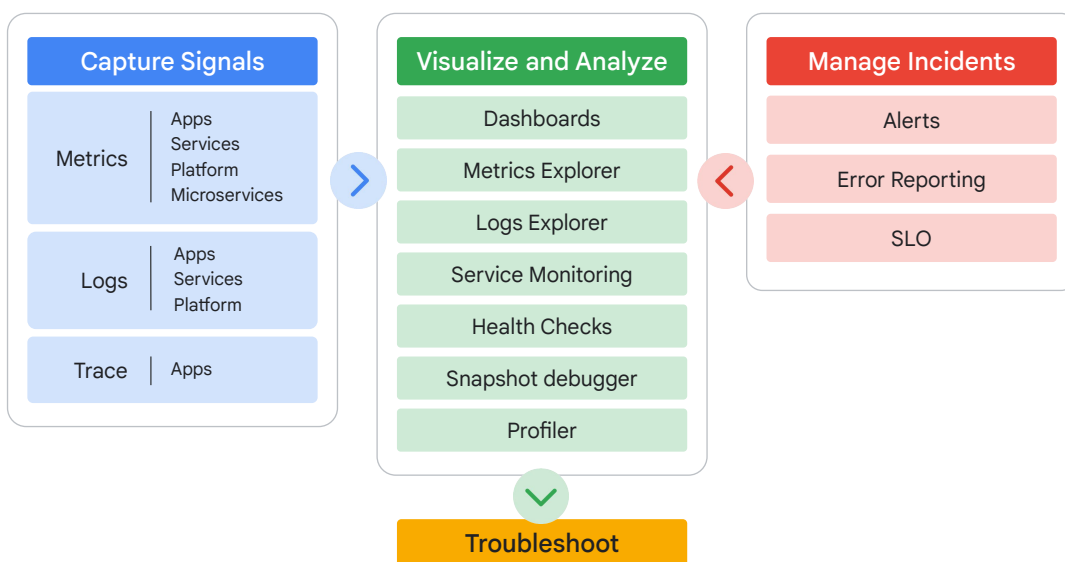 Capture Signals
Metrics
Apps
Services
Platform
Microservices
Logs
Apps
Services
Platform
Trace
Apps
Visualize and Analyze
Dashboards
Metrics Explorer
Logs Explorer
Service Monitoring
Health Checks
Snapshot debugger
Profiler
Manage Incidents
Alerts
Error Reporting
SLO
Troubleshoot